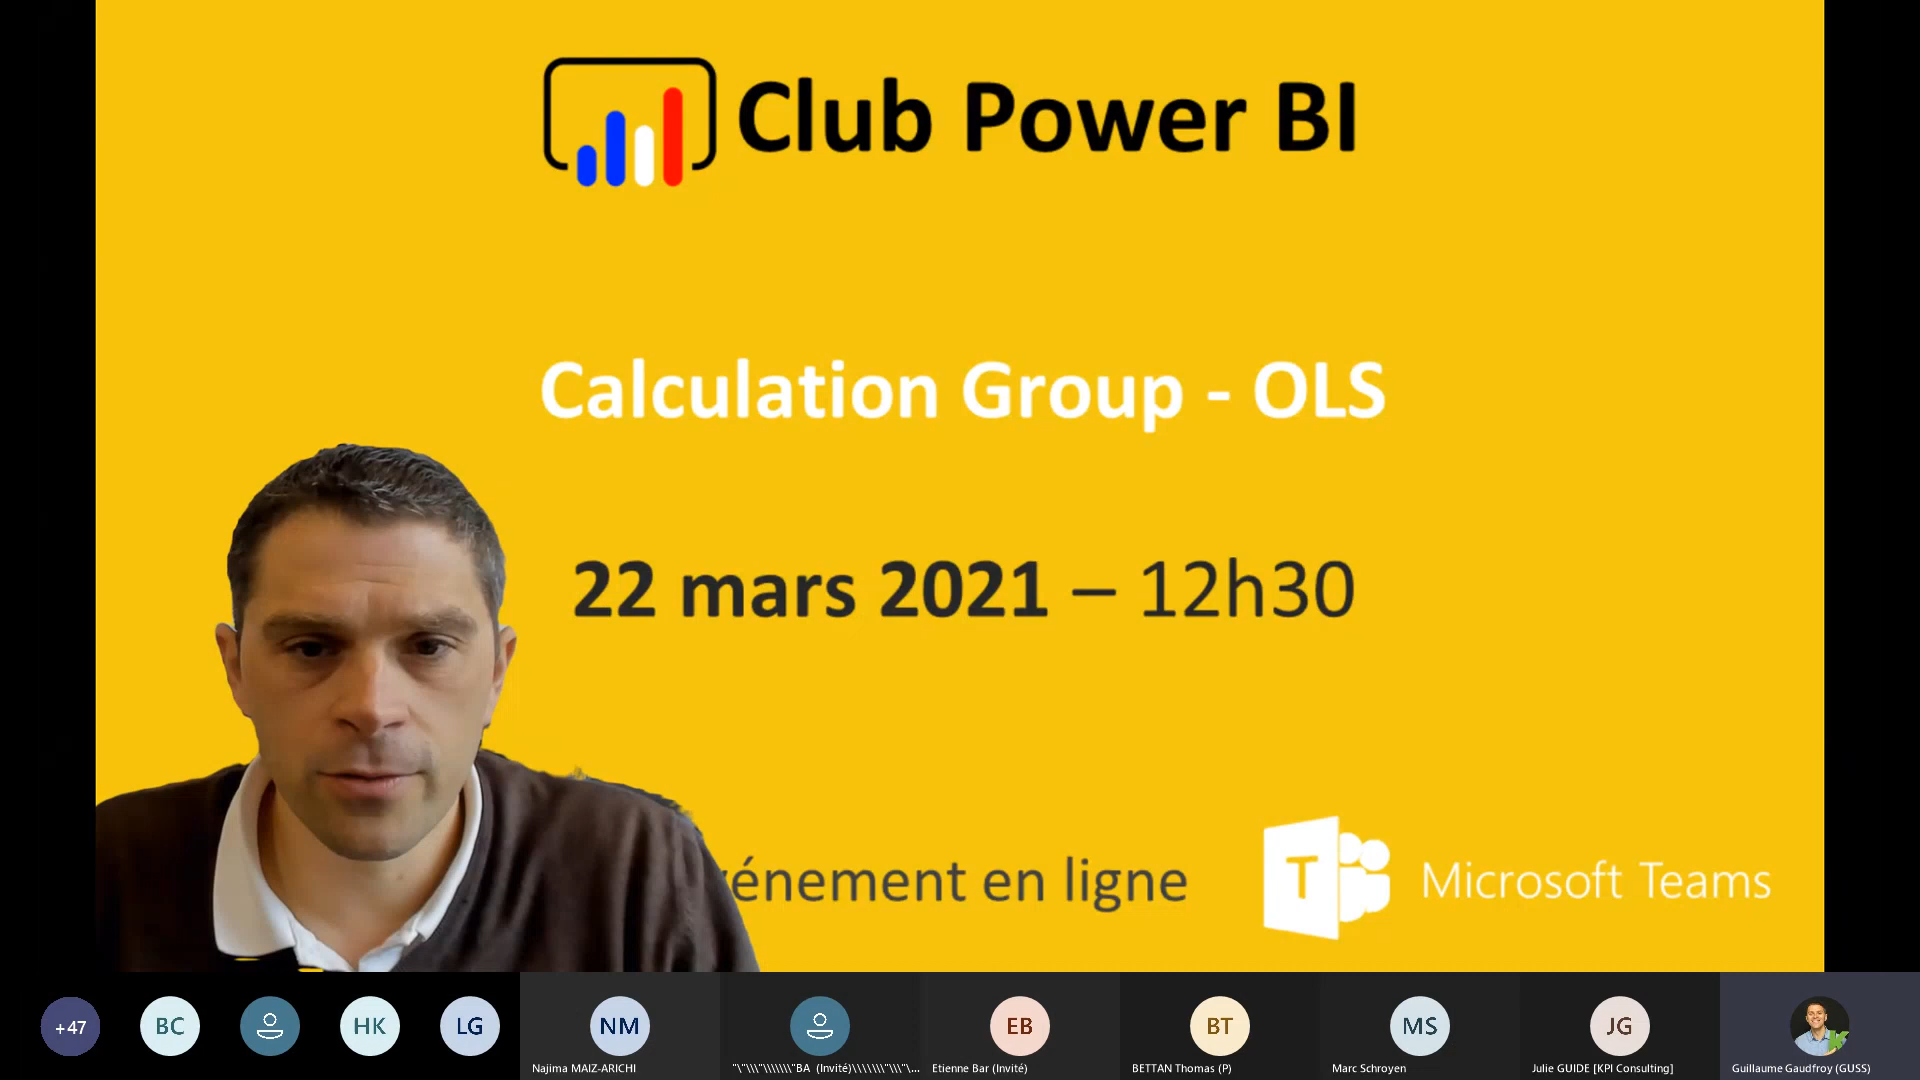 Club Power BI
Calculation Group - OLS
22 mars 2021 – 12h30
énement en ligne
T
Microsoft Teams
+47
BC
HK
LG
NM
EB
BT
MS
JG
Najima MAIZ-ARICHI
"\"\\\"\\\\\\\"BA (Invité)\\\\\\\"\\\"\...
Etienne Bar (Invité)
BETTAN Thomas (P)
Marc Schroyen
Julie GUIDE [KPI Consulting]
Guillaume Gaudfroy (GUSS)